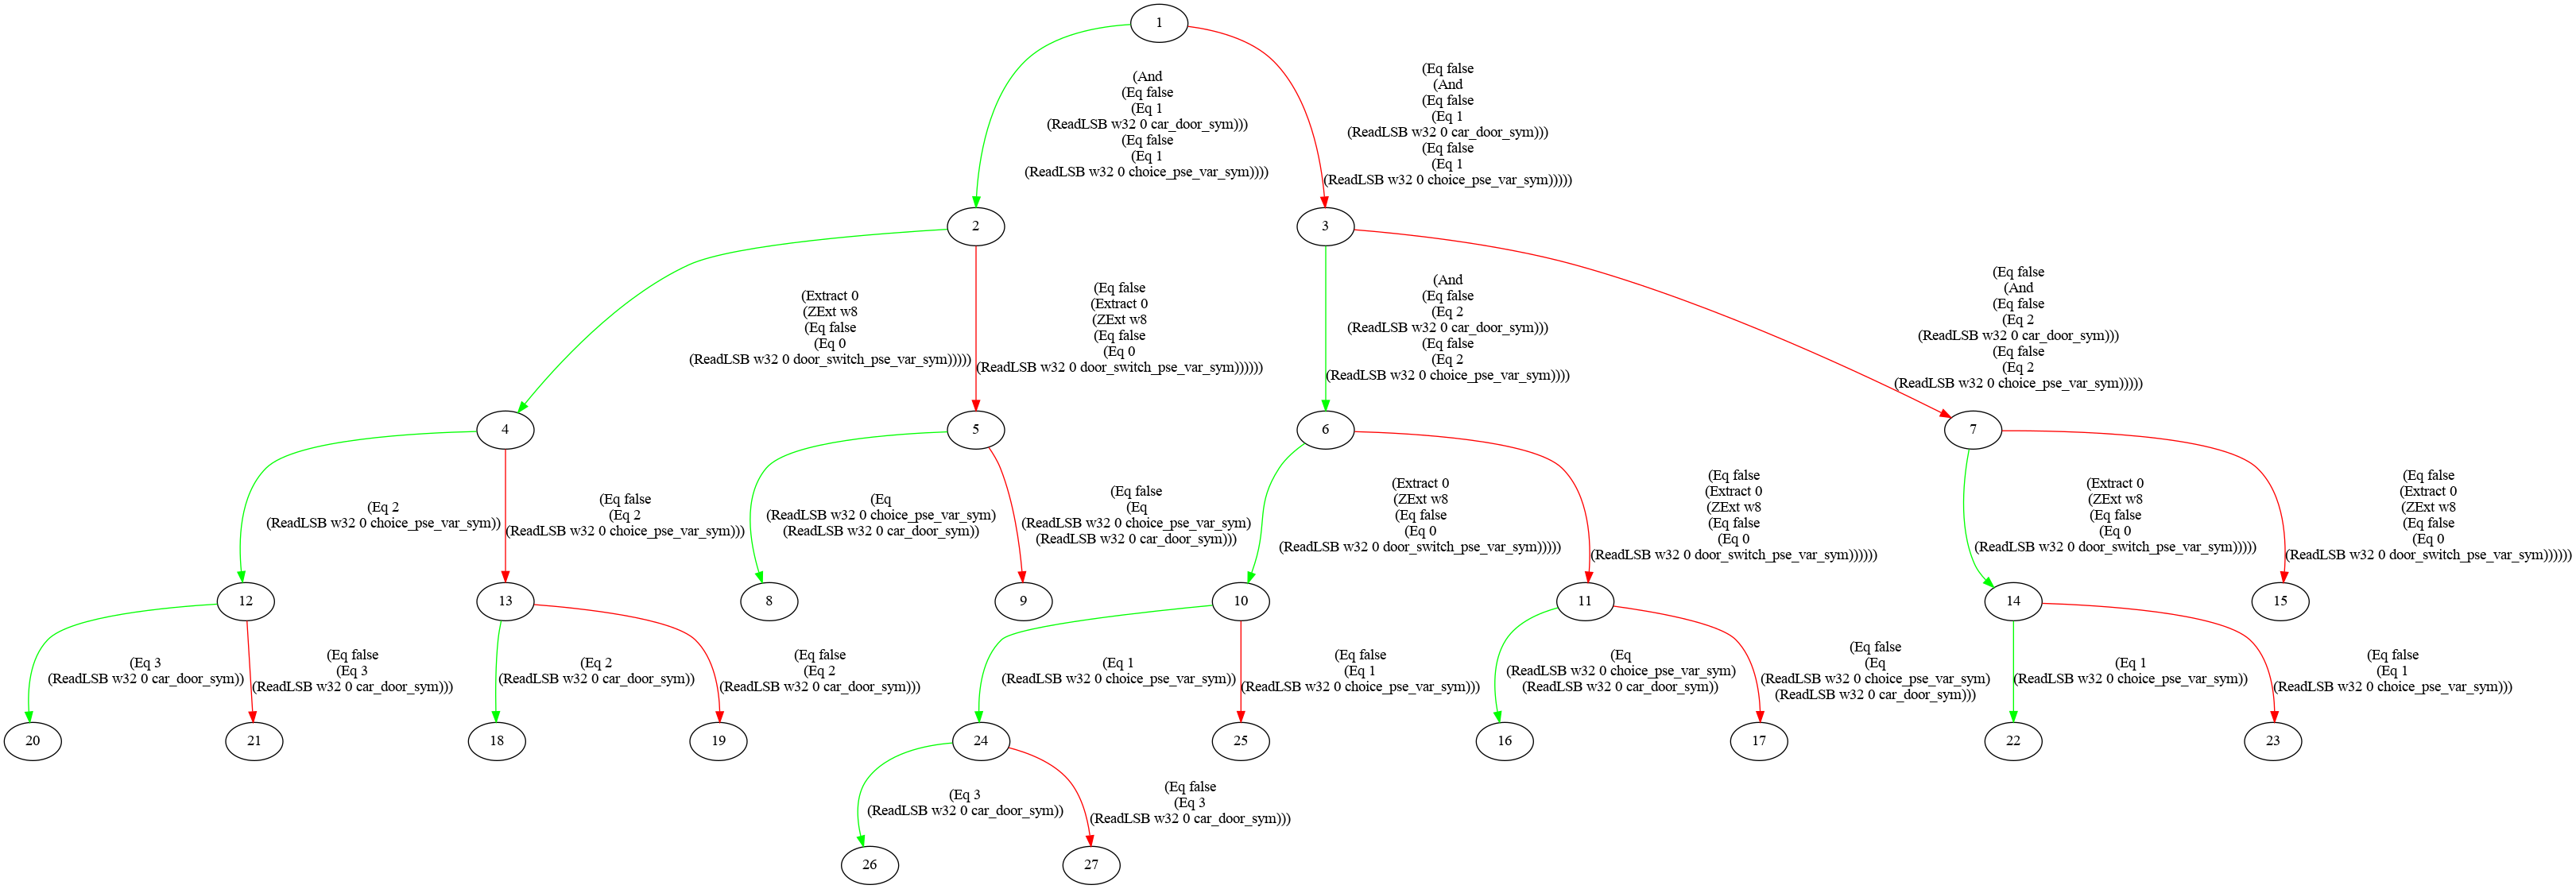 1
(And
(Eq false
(Eq 1
(ReadLSB w32 0 car_door_sym)))
(Eq false
(Eq 1
(ReadLSB w32 0 choice_pse_var_sym))))
(Eq false
(And
(Eq false
(Eq 1
(ReadLSB w32 0 car_door_sym)))
(Eq false
(Eq 1
(ReadLSB w32 0 choice_pse_var_sym)))))
2
3
(Extract 0
(ZExt w8
(Eq false
(Eq 0
(ReadLSB w32 0 door_switch_pse_var_sym)))))
(Eq false
(Extract 0
(ZExt w8
(Eq false
(Eq 0
(ReadLSB w32 0 door_switch_pse_var_sym))))))
(And
(Eq false
(Eq 2
(ReadLSB w32 0 car_door_sym)))
(Eq false
(Eq 2
(ReadLSB w32 0 choice_pse_var_sym))))
(Eq false
(And
(Eq false
(Eq 2
(ReadLSB w32 0 car_door_sym)))
(Eq false
(Eq 2
(ReadLSB w32 0 choice_pse_var_sym)))))
4
5
6
7
(Eq 2
(ReadLSB w32 0 choice_pse_var_sym))
(Eq false
(Eq 2
(ReadLSB w32 0 choice_pse_var_sym)))
(Eq
(ReadLSB w32 0 choice_pse_var_sym)
(ReadLSB w32 0 car_door_sym))
(Eq false
(Eq
(ReadLSB w32 0 choice_pse_var_sym)
(ReadLSB w32 0 car_door_sym)))
(Extract 0
(ZExt w8
(Eq false
(Eq 0
(ReadLSB w32 0 door_switch_pse_var_sym)))))
(Eq false
(Extract 0
(ZExt w8
(Eq false
(Eq 0
(ReadLSB w32 0 door_switch_pse_var_sym))))))
(Extract 0
(ZExt w8
(Eq false
(Eq 0
(ReadLSB w32 0 door_switch_pse_var_sym)))))
(Eq false
(Extract 0
(ZExt w8
(Eq false
(Eq 0
(ReadLSB w32 0 door_switch_pse_var_sym))))))
12
13
8
9
10
11
14
15
(Eq 3
(ReadLSB w32 0 car_door_sym))
(Eq false
(Eq 3
(ReadLSB w32 0 car_door_sym)))
(Eq 2
(ReadLSB w32 0 car_door_sym))
(Eq false
(Eq 2
(ReadLSB w32 0 car_door_sym)))
(Eq 1
(ReadLSB w32 0 choice_pse_var_sym))
(Eq false
(Eq 1
(ReadLSB w32 0 choice_pse_var_sym)))
(Eq
(ReadLSB w32 0 choice_pse_var_sym)
(ReadLSB w32 0 car_door_sym))
(Eq false
(Eq
(ReadLSB w32 0 choice_pse_var_sym)
(ReadLSB w32 0 car_door_sym)))
(Eq 1
(ReadLSB w32 0 choice_pse_var_sym))
(Eq false
(Eq 1
(ReadLSB w32 0 choice_pse_var_sym)))
20
21
18
19
24
25
16
17
22
23
(Eq 3
(ReadLSB w32 0 car_door_sym))
(Eq false
(Eq 3
(ReadLSB w32 0 car_door_sym)))
26
27